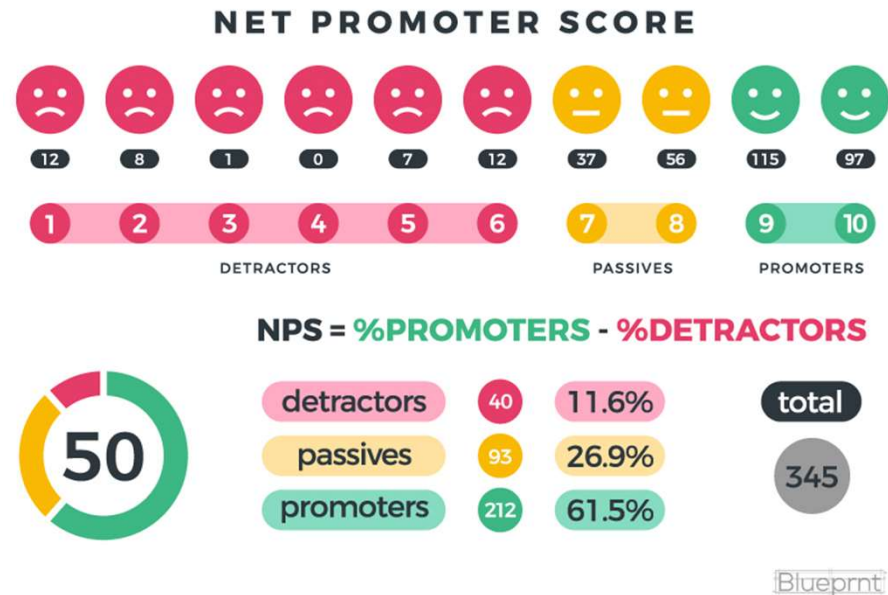 NET PROMOTER SCORE
12 8 1 0 7 12 37 56 115 97
1 2 3 4 5 6 7 8 9 10
DETRACTORS PASSIVES PROMOTERS
NPS = %PROMOTERS - %DETRACTORS
50
detractors 40 11.6% total
passives 93 26.9% 345
promoters 212 61.5%
Blueprnt